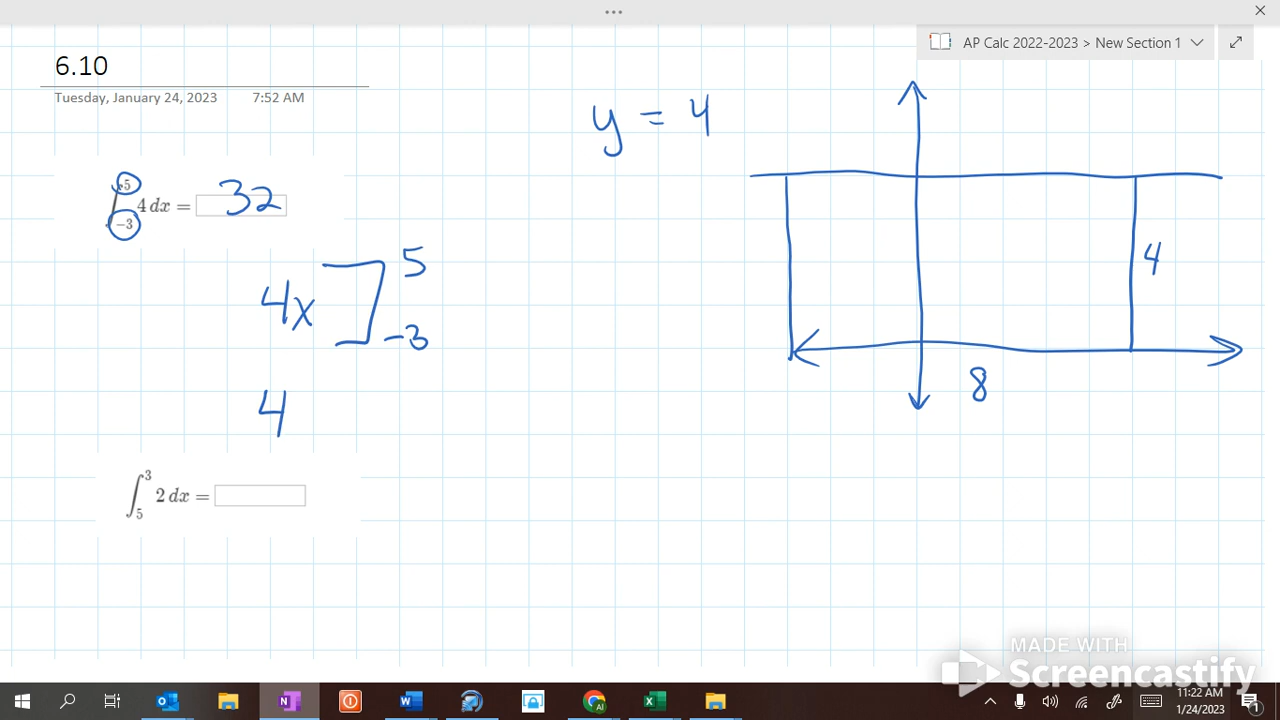 AP Calc 2022-2023 > New Section 1
6.10
Tuesday, January 24, 2023 7:52 AM
y = 4
∫_{-3}^{5} 4 dx = 32
4x ]_{-3}^{5}
4
4
8
∫_{5}^{3} 2 dx =
MADE WITH
Screencastify
11:22 AM
1/24/2023